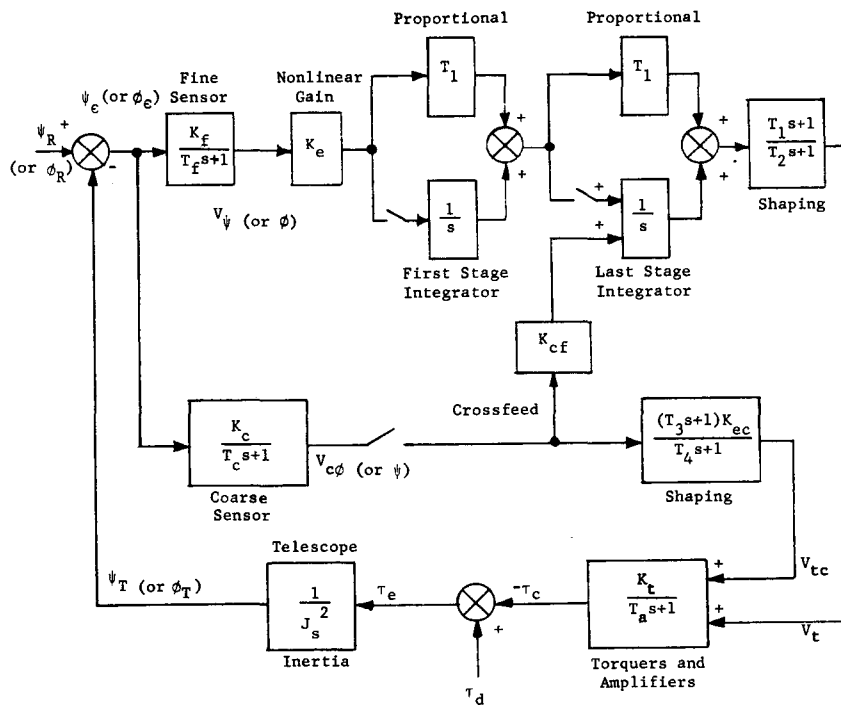 Proportional
Proportional
ψ_ε (or φ_ε)
Fine
Sensor
Nonlinear
Gain
T_1
T_1
ψ_R +
(or φ_R)
-
K_f
T_f s+1
K_e
+
+
+
+
T_1 s+1
T_2 s+1
Shaping
V_ψ (or φ)
1
s
First Stage
Integrator
+
+
1
s
Last Stage
Integrator
K_cf
Crossfeed
K_c
T_c s+1
V_cφ (or ψ)
Coarse
Sensor
(T_3 s+1)K_ec
T_4 s+1
Shaping
Telescope
ψ_T (or φ_T)
1
J_s^2
Inertia
τ_e
-τ_c
+
τ_d
K_t
T_a s+1
Torquers and
Amplifiers
+
V_tc
+
V_t